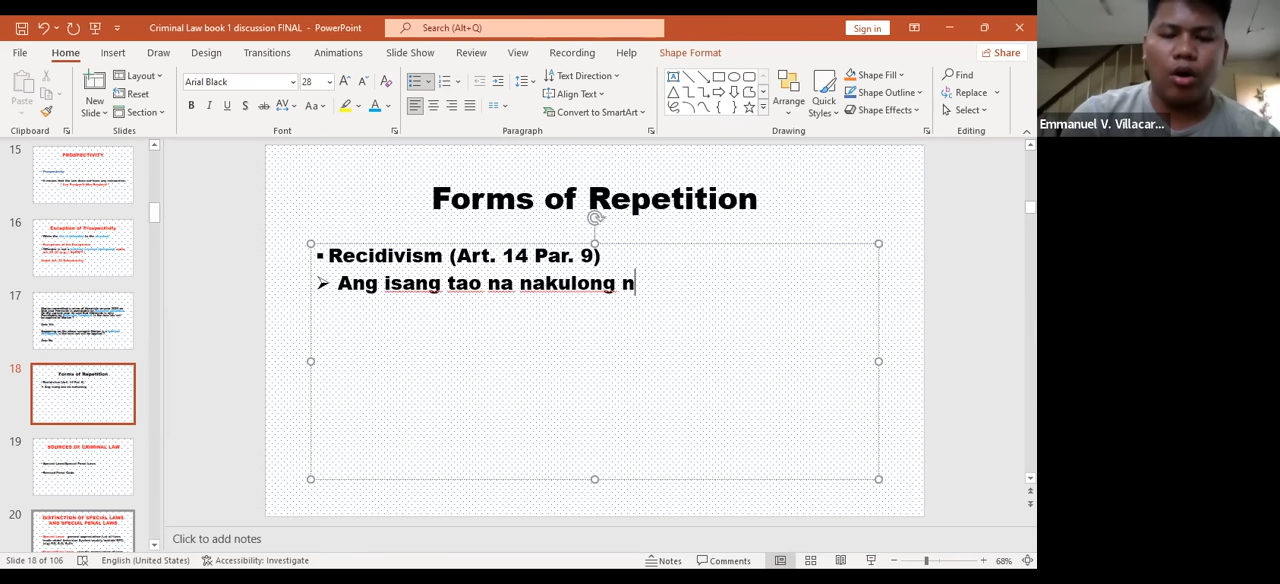 Criminal Law book 1 discussion FINAL - PowerPoint
Search (Alt+Q)
Sign in
File Home Insert Draw Design Transitions Animations Slide Show Review View Recording Help Shape Format
Share
Paste
Clipboard
New Slide
Layout
Reset
Section
Slides
Arial Black 28
Font
Text Direction
Align Text
Convert to SmartArt
Paragraph
Arrange
Quick Styles
Shape Fill
Shape Outline
Shape Effects
Drawing
Find
Replace
Select
Editing
Emmanuel V. Villacar...
15
PROSPECTIVITY
16
Exception of Prospectivity
17
18
Forms of Repetition
19
SOURCES OF CRIMINAL LAW
20
DISTINCTION OF SPECIAL LAWS
AND SPECIAL PENAL LAWS
Forms of Repetition
▪ Recidivism (Art. 14 Par. 9)
➢ Ang isang tao na nakulong n
Click to add notes
Slide 18 of 106
English (United States)
Accessibility: Investigate
Notes
Comments
68%